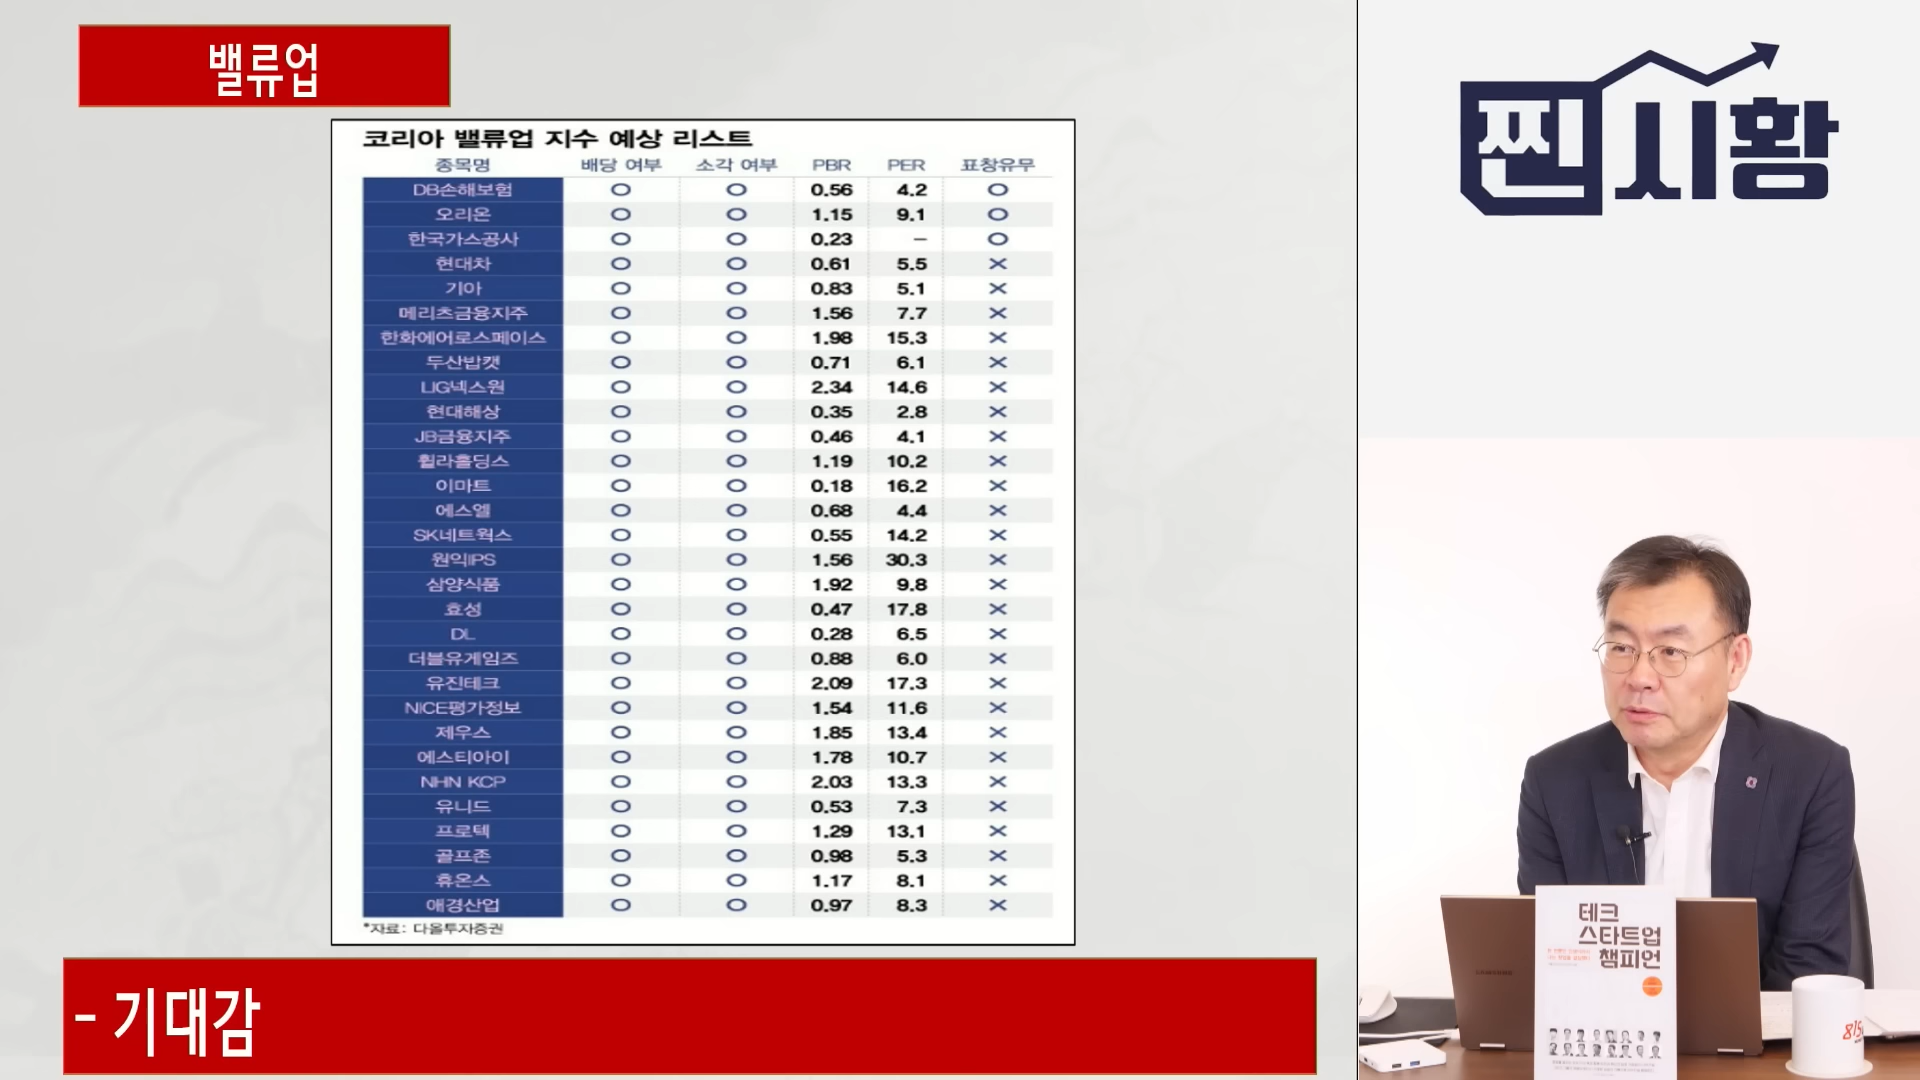 밸류업
코리아 밸류업 지수 예상 리스트
종목명 배당 여부 소각 여부 PBR PER 표창유무
DB손해보험 ○ ○ 0.56 4.2 ○
오리온 ○ ○ 1.15 9.1 ○
한국가스공사 ○ ○ 0.23 – ○
현대차 ○ ○ 0.61 5.5 ×
기아 ○ ○ 0.83 5.1 ×
메리츠금융지주 ○ ○ 1.56 7.7 ×
한화에어로스페이스 ○ ○ 1.98 15.3 ×
두산밥캣 ○ ○ 0.71 6.1 ×
LIG넥스원 ○ ○ 2.34 14.6 ×
현대해상 ○ ○ 0.35 2.8 ×
JB금융지주 ○ ○ 0.46 4.1 ×
휠라홀딩스 ○ ○ 1.19 10.2 ×
이마트 ○ ○ 0.18 16.2 ×
에스엘 ○ ○ 0.68 4.4 ×
SK네트웍스 ○ ○ 0.55 14.2 ×
원익IPS ○ ○ 1.56 30.3 ×
삼양식품 ○ ○ 1.92 9.8 ×
효성 ○ ○ 0.47 17.8 ×
DL ○ ○ 0.28 6.5 ×
더블유게임즈 ○ ○ 0.88 6.0 ×
유진테크 ○ ○ 2.09 17.3 ×
NICE평가정보 ○ ○ 1.54 11.6 ×
제우스 ○ ○ 1.85 13.4 ×
에스티아이 ○ ○ 1.78 10.7 ×
NHN KCP ○ ○ 2.03 13.3 ×
유니드 ○ ○ 0.53 7.3 ×
프로텍 ○ ○ 1.29 13.1 ×
골프존 ○ ○ 0.98 5.3 ×
휴온스 ○ ○ 1.17 8.1 ×
애경산업 ○ ○ 0.97 8.3 ×
*자료: 다올투자증권
- 기대감
찐시황
SAMSUNG
테크
스타트업
챔피언
815